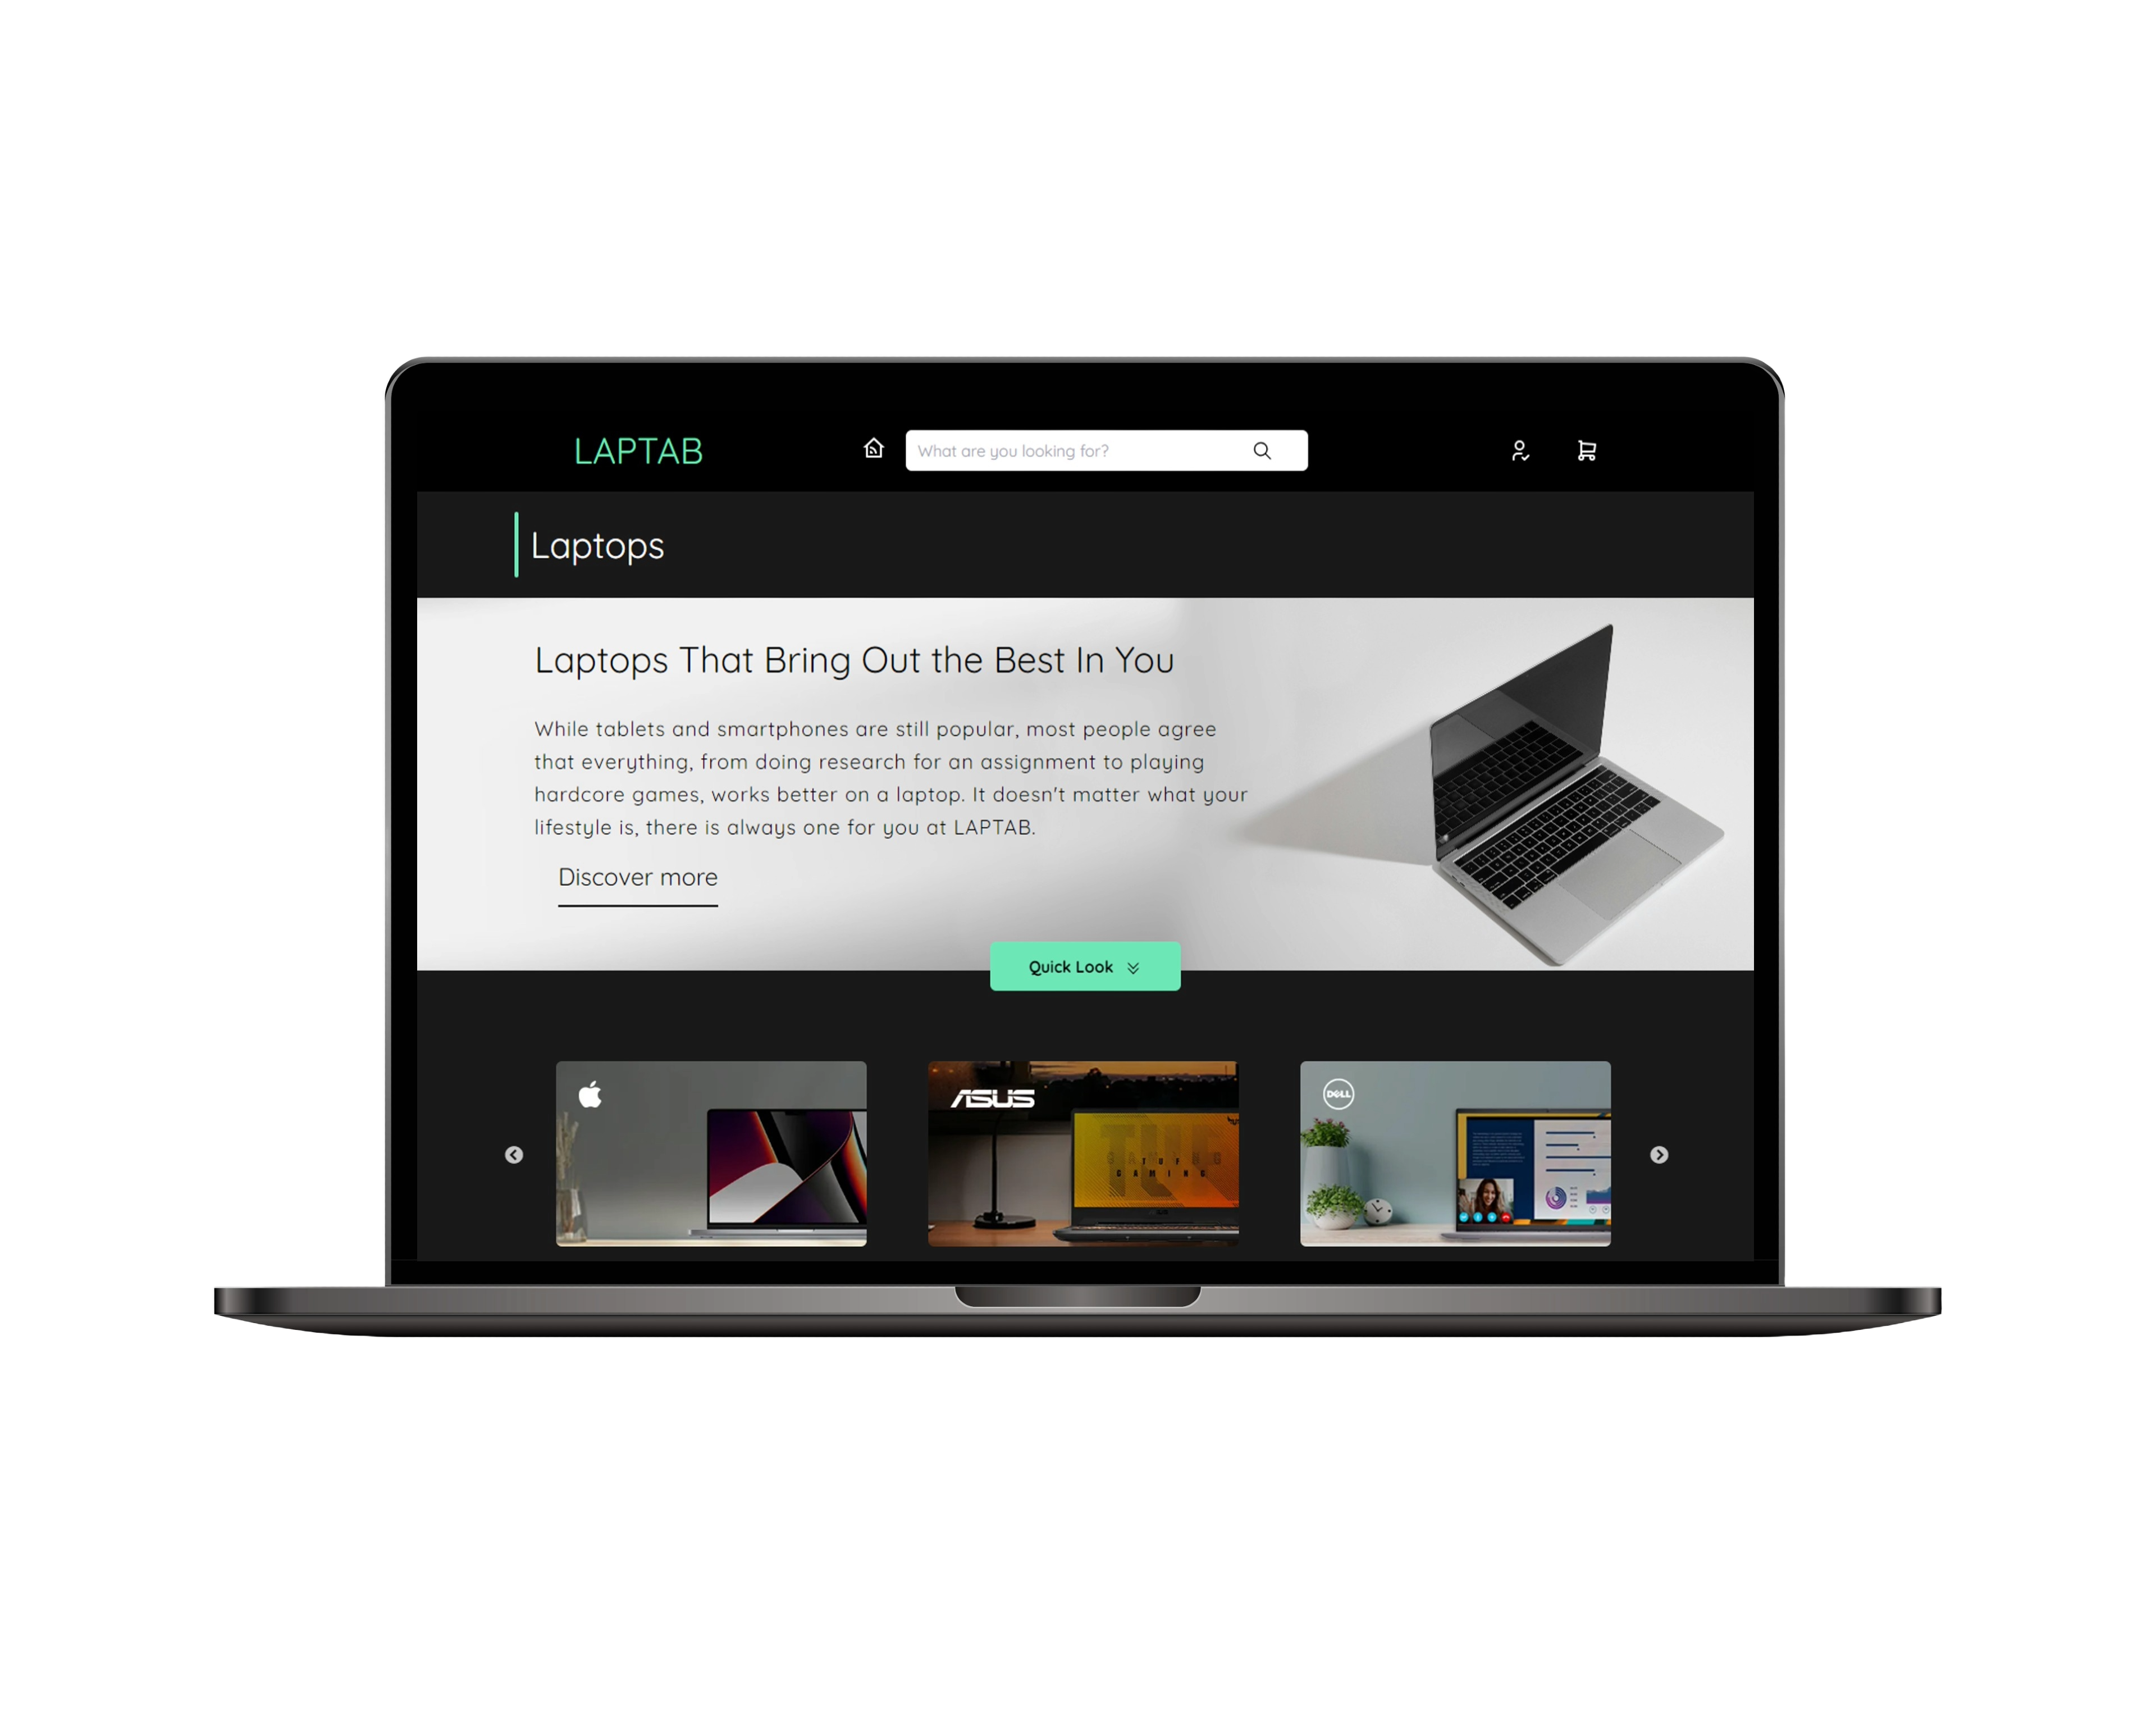 LAPTAB
What are you looking for?
Laptops
Laptops That Bring Out the Best In You
While tablets and smartphones are still popular, most people agree
that everything, from doing research for an assignment to playing
hardcore games, works better on a laptop. It doesn't matter what your
lifestyle is, there is always one for you at LAPTAB.
Discover more
Quick Look
ASUS
DELL
TUF
GAMING